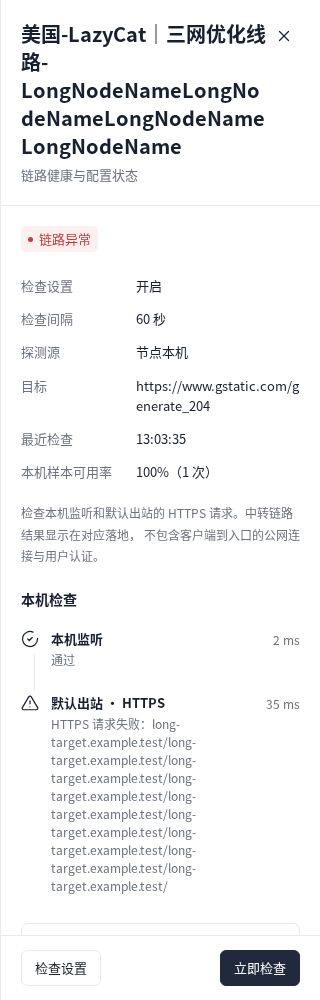 美国-LazyCat｜三网优化线
路-
LongNodeNameLongNo
deNameLongNodeName
LongNodeName
链路健康与配置状态
链路异常
检查设置 开启
检查间隔 60 秒
探测源 节点本机
目标 https://www.gstatic.com/g
enerate_204
最近检查 13:03:35
本机样本可用率 100%（1 次）
检查本机监听和默认出站的 HTTPS 请求。中转链路
结果显示在对应落地， 不包含客户端到入口的公网连
接与用户认证。
本机检查
本机监听 2 ms
通过
默认出站 · HTTPS 35 ms
HTTPS 请求失败：long-
target.example.test/long-
target.example.test/long-
target.example.test/long-
target.example.test/long-
target.example.test/long-
target.example.test/long-
target.example.test/long-
target.example.test/long-
target.example.test/
检查设置 立即检查